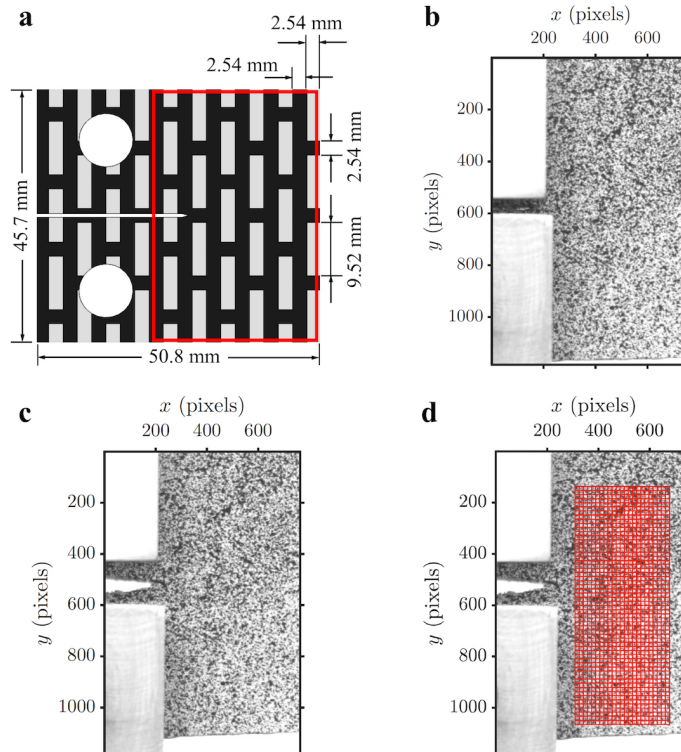 a
2.54 mm
2.54 mm
2.54 mm
9.52 mm
45.7 mm
50.8 mm
b
x (pixels)
200 400 600
y (pixels)
200
400
600
800
1000
c
x (pixels)
200 400 600
y (pixels)
200
400
600
800
1000
d
x (pixels)
200 400 600
y (pixels)
200
400
600
800
1000